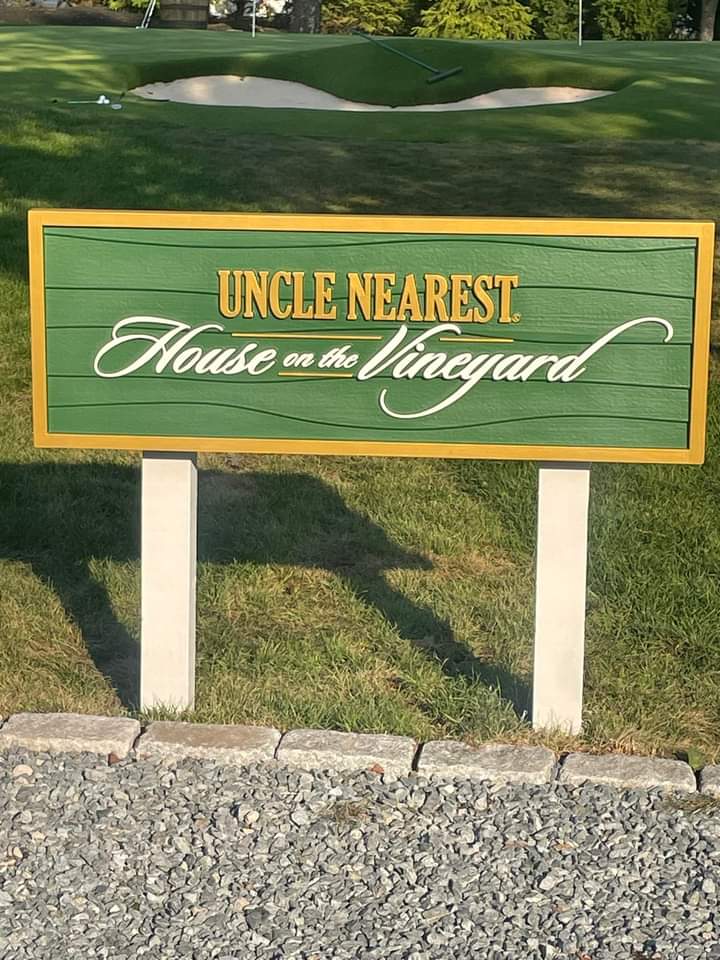 UNCLE NEAREST®
House on the Vineyard